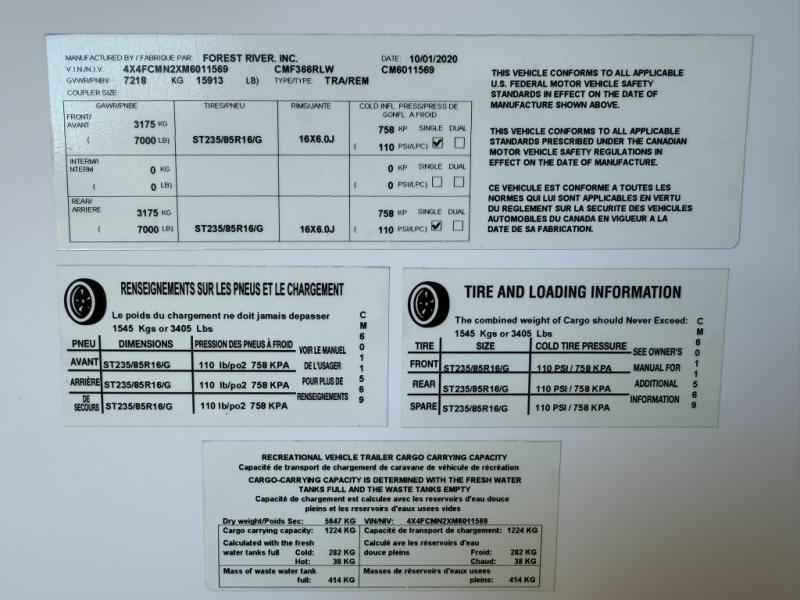 MANUFACTURED BY / FABRIQUE PAR: FOREST RIVER, INC. DATE: 10/01/2020
V.I.N./N.I.V. 4X4FCMN2XM6011569 CMF366RLW CM6011569
GVWR/PNBV 7218 KG 15913 LB) TYPE/TYPE: TRA/REM
COUPLER SIZE:
GAWR/PNBE TIRES/PNEU RIMS/JANTE COLD INFL. PRESS/PRESS DE GONFL. A FROID
FRONT/ AVANT 3175 KG 758 KP SINGLE DUAL
( 7000 LB) ST235/85R16/G 16X6.0J ( 110 PSI/LPC)
INTERM/I NTERM 0 KG 0 KP SINGLE DUAL
( 0 LB) ( 0 PSI/LPC)
REAR/ ARRIERE 3175 KG 758 KP SINGLE DUAL
( 7000 LB) ST235/85R16/G 16X6.0J ( 110 PSI/LPC)
THIS VEHICLE CONFORMS TO ALL APPLICABLE
U.S. FEDERAL MOTOR VEHICLE SAFETY
STANDARDS IN EFFECT ON THE DATE OF
MANUFACTURE SHOWN ABOVE.
THIS VEHICLE CONFORMS TO ALL APPLICABLE
STANDARDS PRESCRIBED UNDER THE CANADIAN
MOTOR VEHICLE SAFETY REGULATIONS IN
EFFECT ON THE DATE OF MANUFACTURE.
CE VEHICULE EST CONFORME A TOUTES LES
NORMES QUI LUI SONT APPLICABLES EN VERTU
DU REGLEMENT SUR LA SECURITE DES VEHICULES
AUTOMOBILES DU CANADA EN VIGUEUR A LA
DATE DE SA FABRICATION.
RENSEIGNEMENTS SUR LES PNEUS ET LE CHARGEMENT
Le poids du chargement ne doit jamais depasser
1545 Kgs or 3405 Lbs
PNEU DIMENSIONS PRESSION DES PNEUS À FROID
AVANT ST235/85R16/G 110 lb/po2 758 KPA
ARRIÈRE ST235/85R16/G 110 lb/po2 758 KPA
DE SECOURS ST235/85R16/G 110 lb/po2 758 KPA
VOIR LE MANUEL
DE L'USAGER
POUR PLUS DE
RENSEIGNEMENTS
CM6011569
TIRE AND LOADING INFORMATION
The combined weight of Cargo should Never Exceed:
1545 Kgs or 3405 Lbs
TIRE SIZE COLD TIRE PRESSURE
FRONT ST235/85R16/G 110 PSI / 758 KPA
REAR ST235/85R16/G 110 PSI / 758 KPA
SPARE ST235/85R16/G 110 PSI / 758 KPA
SEE OWNER'S
MANUAL FOR
ADDITIONAL
INFORMATION
CM6011569
RECREATIONAL VEHICLE TRAILER CARGO CARRYING CAPACITY
Capacité de transport de chargement de caravane de véhicule de récréation
CARGO-CARRYING CAPACITY IS DETERMINED WITH THE FRESH WATER
TANKS FULL AND THE WASTE TANKS EMPTY
Capacité de chargement est calculee avec les reservoirs d'eau douce
pleins et les reservoirs d'eaux usees vides
Dry weight/Poids Sec: 5647 KG VIN/NIV: 4X4FCMN2XM6011569
Cargo carrying capacity: 1224 KG Capacitie de transport de chargement: 1224 KG
Calculated with the fresh Calculé ave les réservoirs d'eau
water tanks full Cold: 282 KG douce pleins Froid: 282 KG
Hot: 38 KG Chaud: 38 KG
Mass of waste water tank Masses de réservoirs d'eaux usees
full: 414 KG pleins: 414 KG